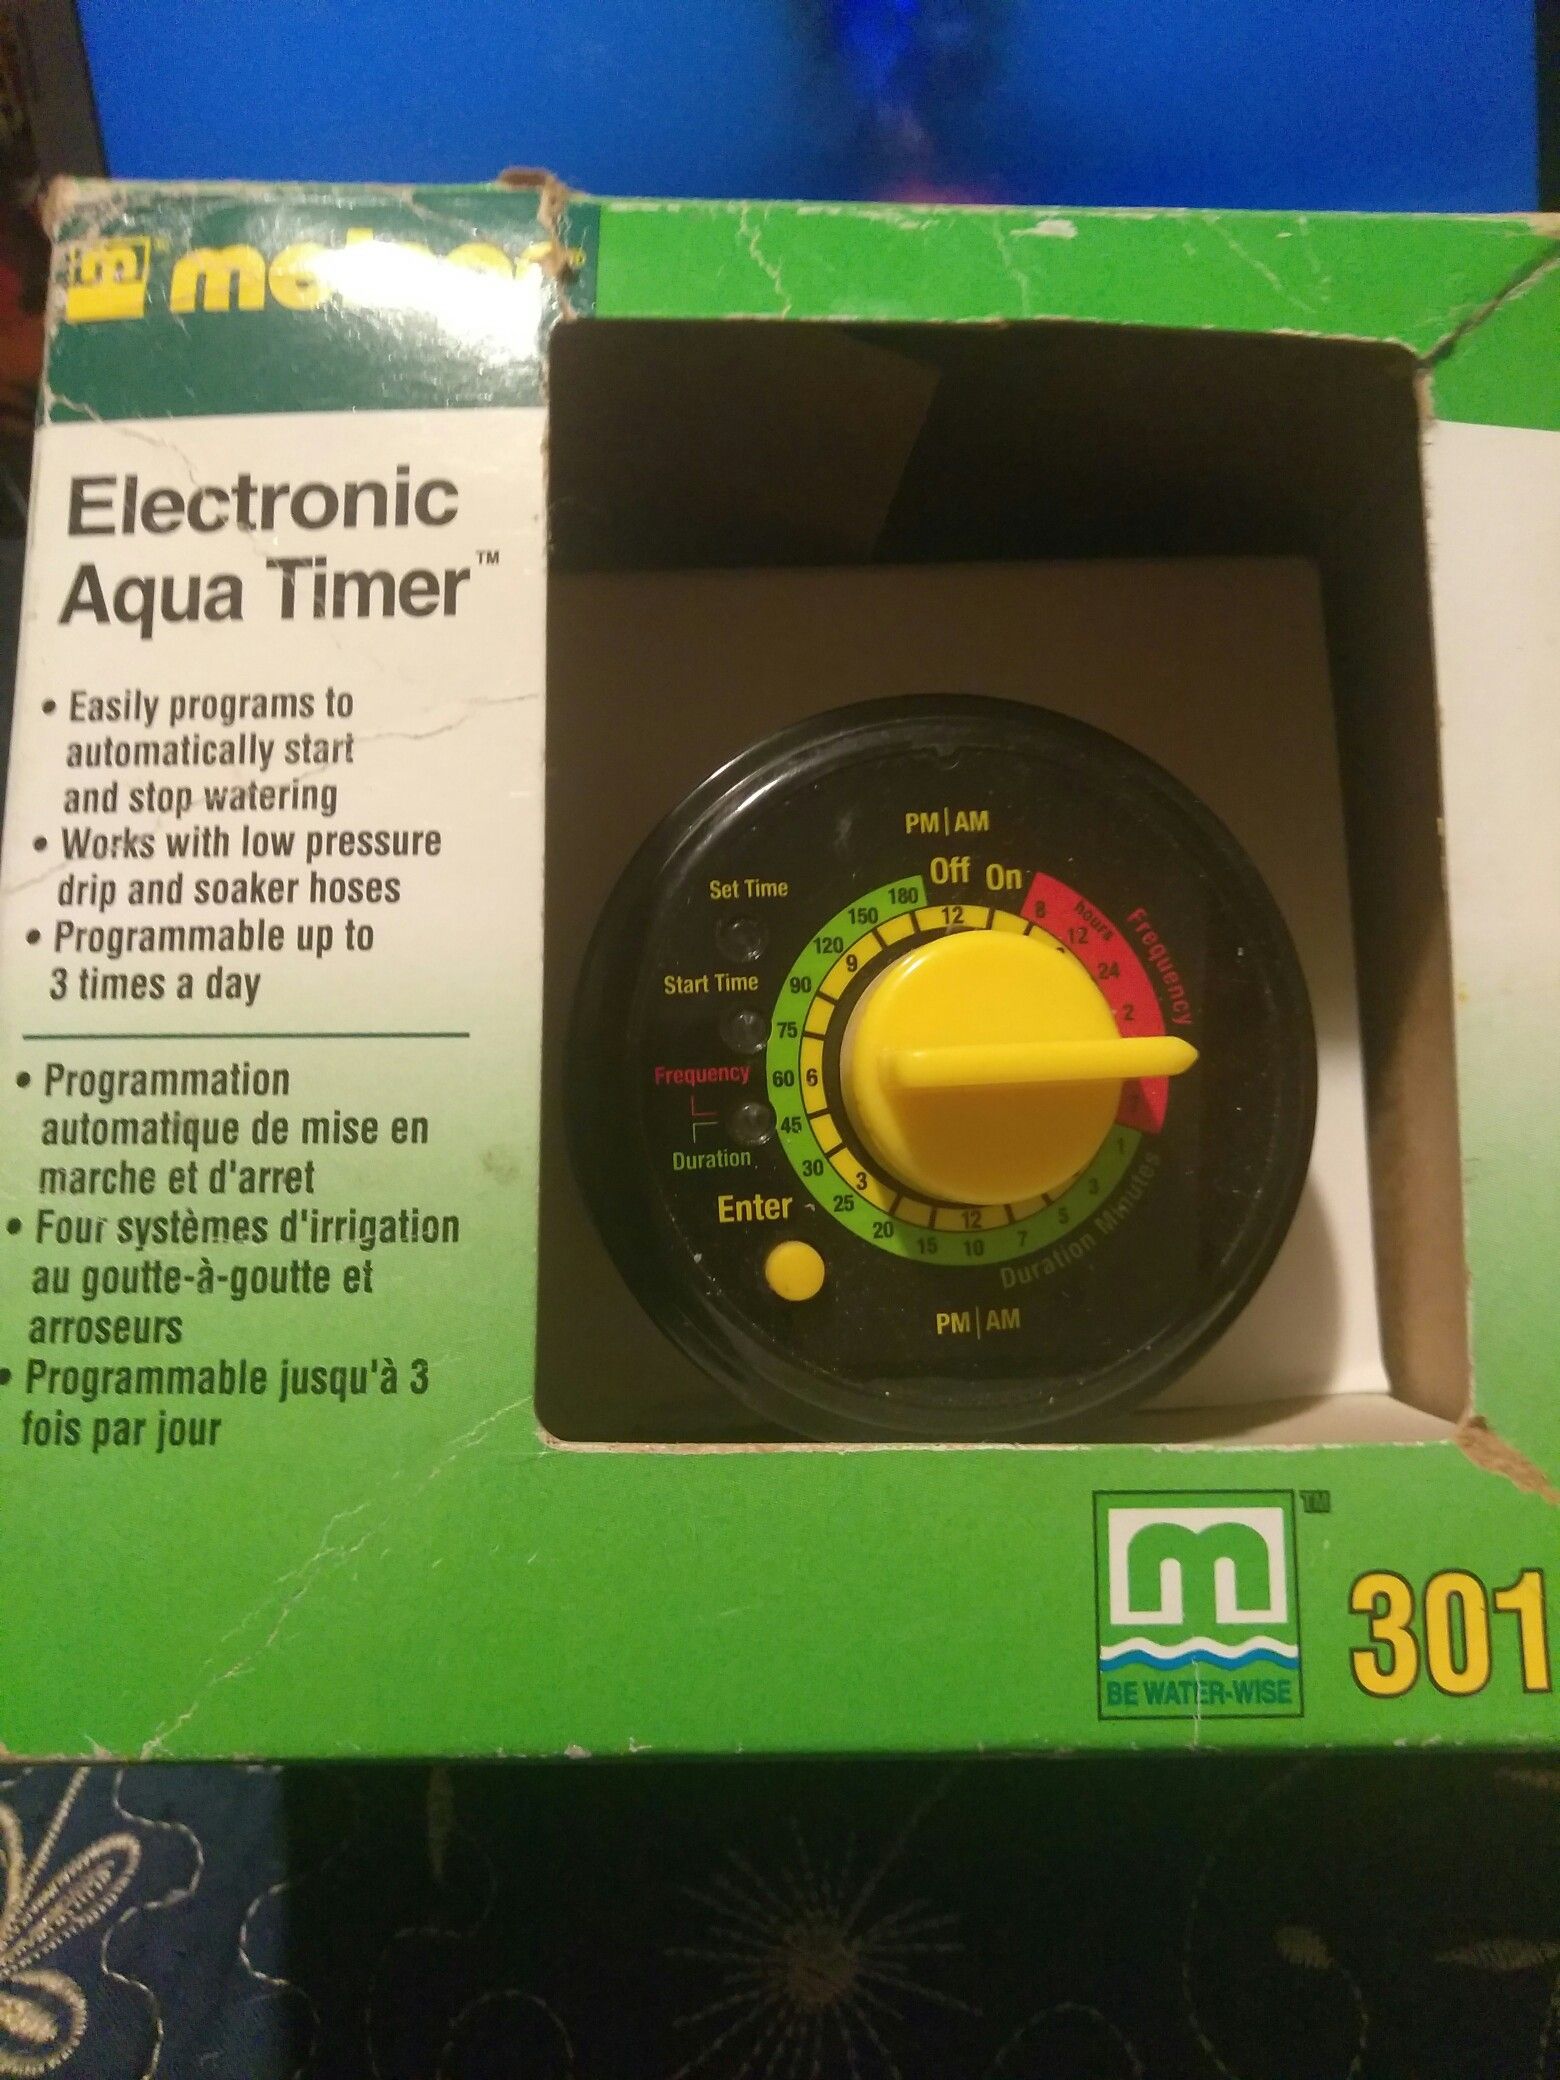 m
Electronic
Aqua Timer™
• Easily programs to
automatically start
and stop watering
• Works with low pressure
drip and soaker hoses
• Programmable up to
3 times a day
• Programmation
automatique de mise en
marche et d'arret
• Four systèmes d'irrigation
au goutte-à-goutte et
arroseurs
• Programmable jusqu'à 3
fois par jour
PM|AM
Off On
Set Time
Start Time
Frequency
Duration
Enter
180
150
120
90
75
60
45
30
25
20
15
10
7
5
3
1
12
9
6
3
12
8
hours
12
24
2
Frequency
Duration Minutes
PM|AM
m™
BE WATER-WISE
301